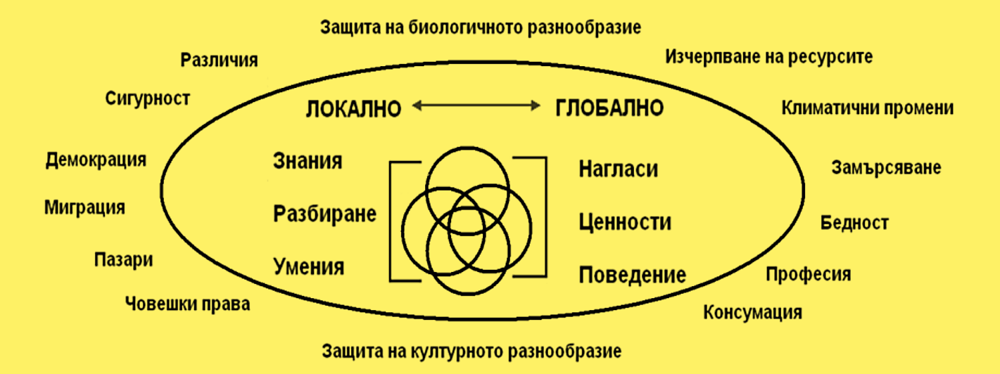 Защита на биологичното разнообразие
Различия
Изчерпване на ресурсите
Сигурност
ЛОКАЛНО
ГЛОБАЛНО
Климатични промени
Демокрация
Знания
Нагласи
Замърсяване
Миграция
Разбиране
Ценности
Бедност
Пазари
Умения
Поведение
Професия
Човешки права
Консумация
Защита на културното разнообразие